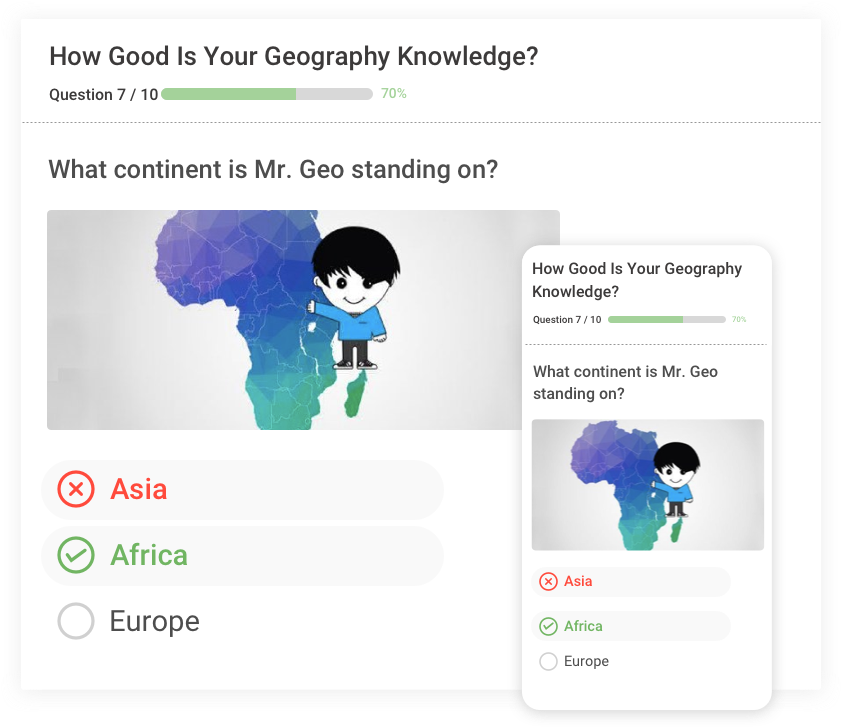 How Good Is Your Geography Knowledge?
Question 7 / 10 70%
What continent is Mr. Geo standing on?
Asia
Africa
Europe
How Good Is Your Geography
Knowledge?
Question 7 / 10 70%
What continent is Mr. Geo
standing on?
Asia
Africa
Europe